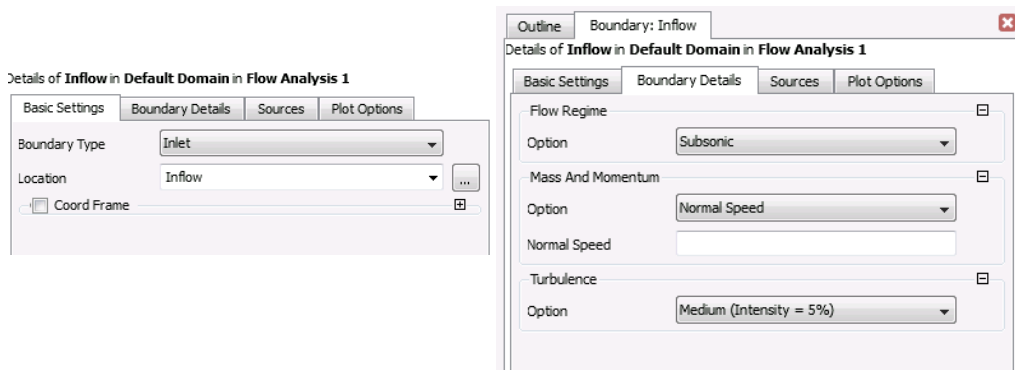 Details of Inflow in Default Domain in Flow Analysis 1
Basic Settings Boundary Details Sources Plot Options
Boundary Type Inlet
Location Inflow ...
Coord Frame
Outline Boundary: Inflow
Details of Inflow in Default Domain in Flow Analysis 1
Basic Settings Boundary Details Sources Plot Options
Flow Regime
Option Subsonic
Mass And Momentum
Option Normal Speed
Normal Speed
Turbulence
Option Medium (Intensity = 5%)